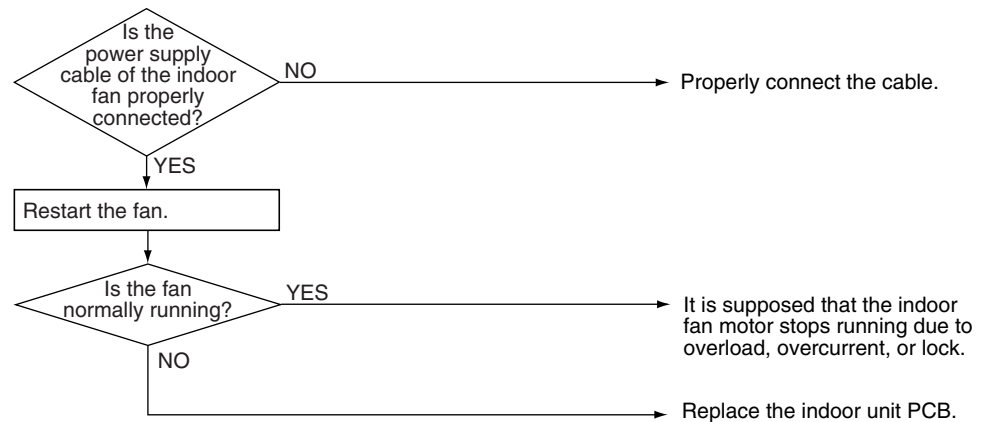 Is the
power supply
cable of the indoor
fan properly
connected?
NO
Properly connect the cable.
YES
Restart the fan.
Is the fan
normally running?
YES
It is supposed that the indoor
fan motor stops running due to
overload, overcurrent, or lock.
NO
Replace the indoor unit PCB.